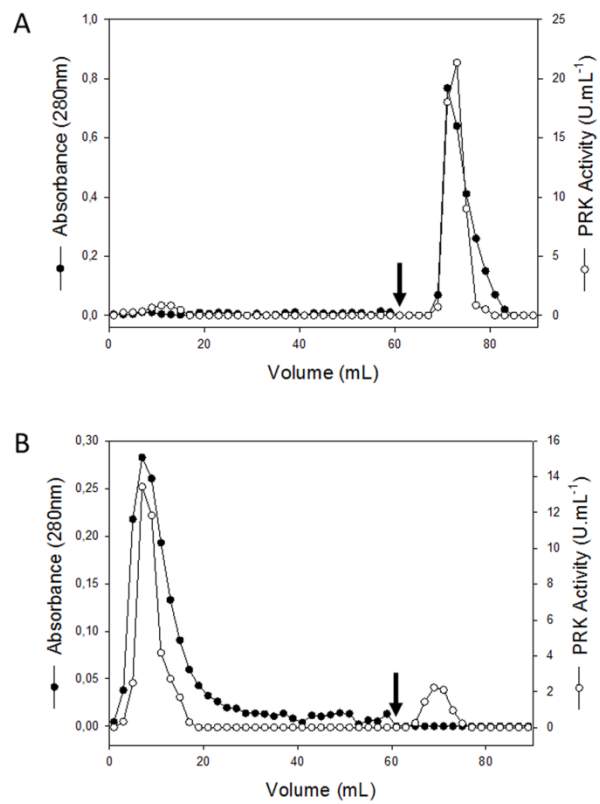 A
Absorbance (280nm)
1,0
0,8
0,6
0,4
0,2
0,0
25
20
15
10
5
0
PRK Activity (U.mL-1)
0 20 40 60 80
Volume (mL)
B
Absorbance (280nm)
0,30
0,25
0,20
0,15
0,10
0,05
0,00
16
14
12
10
8
6
4
2
0
PRK Activity (U.mL-1)
0 20 40 60 80
Volume (mL)